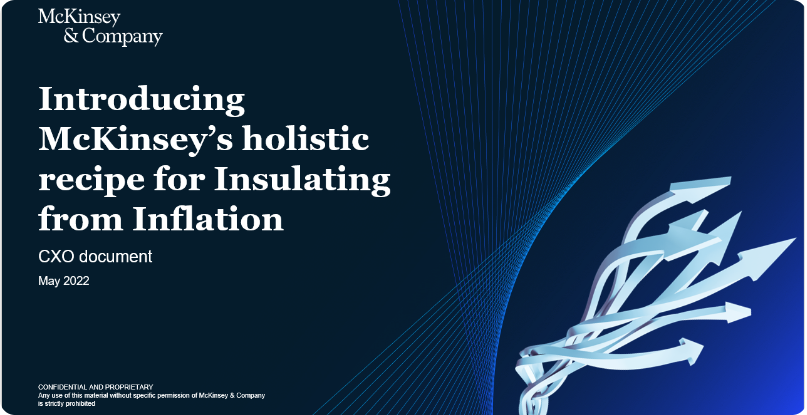 McKinsey
& Company
Introducing
McKinsey’s holistic
recipe for Insulating
from Inflation
CXO document
May 2022
CONFIDENTIAL AND PROPRIETARY
Any use of this material without specific permission of McKinsey & Company
is strictly prohibited